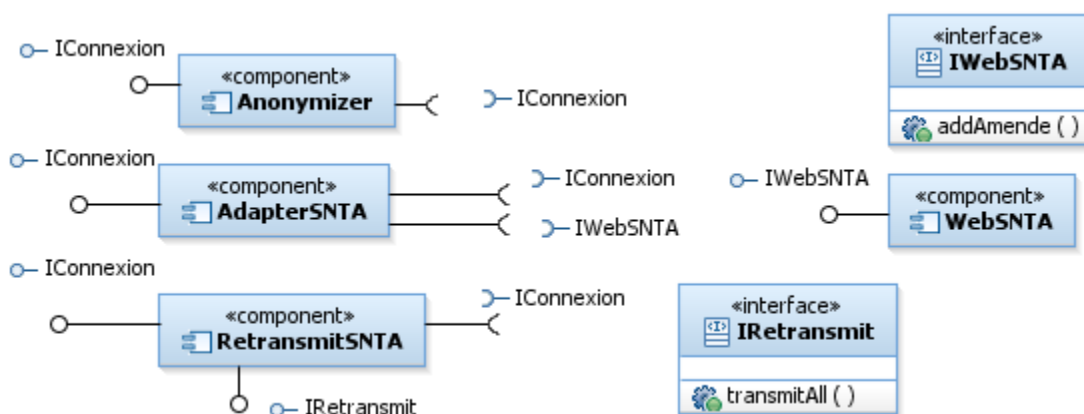 IConnexion
«component»
Anonymizer
IConnexion
«interface»
<I>
IWebSNTA
addAmende ( )
IConnexion
«component»
AdapterSNTA
IConnexion
IWebSNTA
IWebSNTA
«component»
WebSNTA
IConnexion
«component»
RetransmitSNTA
IConnexion
IRetransmit
«interface»
<I>
IRetransmit
transmitAll ( )